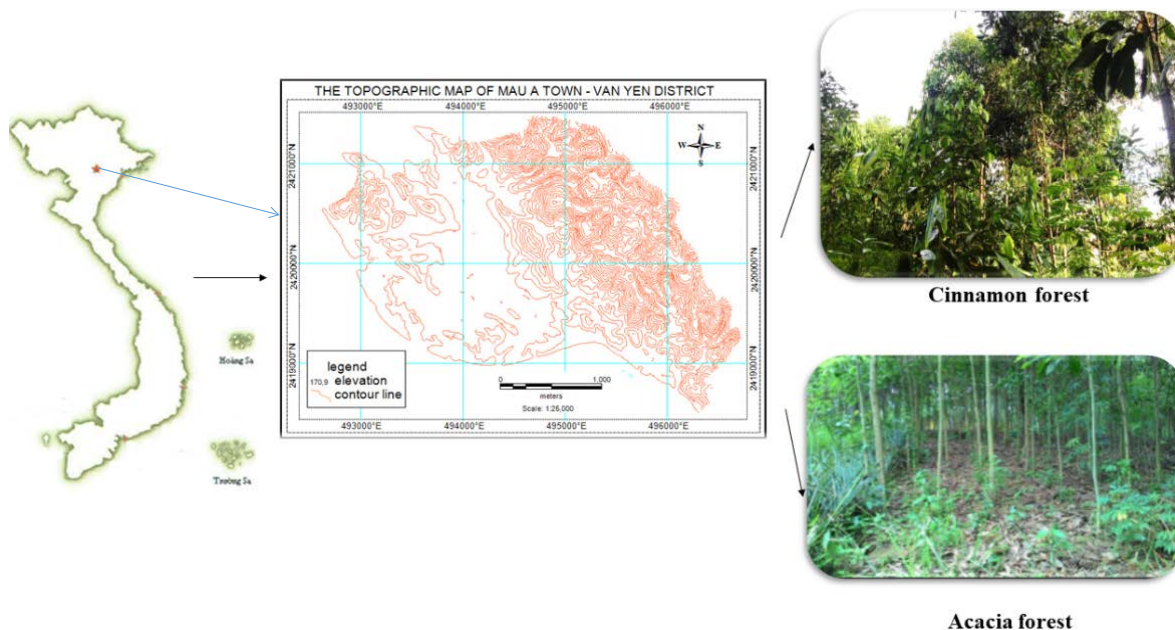 Hoàng Sa
Trường Sa
THE TOPOGRAPHIC MAP OF MAU A TOWN - VAN YEN DISTRICT
493000°E 494000°E 495000°E 496000°E
N
W E
S
2421000°N 2421000°N
2420000°N 2420000°N
2419000°N 2419000°N
legend
170,9 elevation
contour line
0 1,000
meters
Scale: 1:25,000
493000°E 494000°E 495000°E 496000°E
Cinnamon forest
Acacia forest